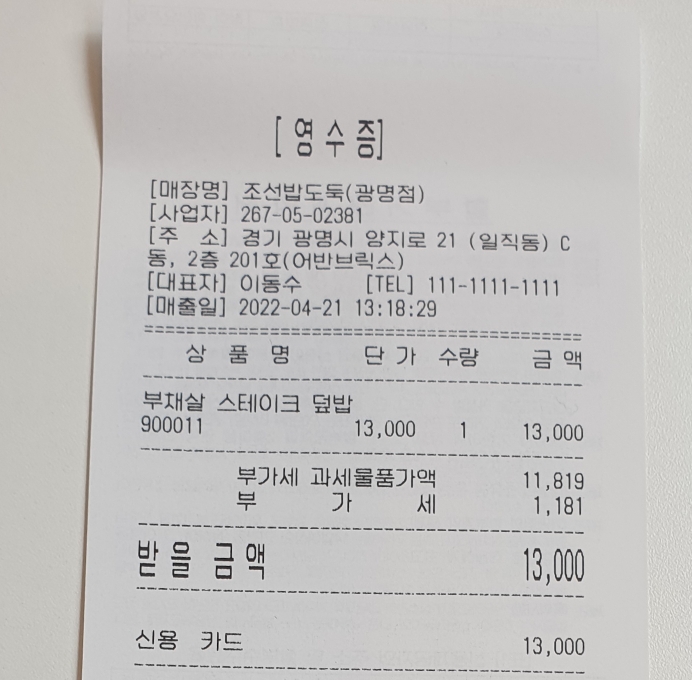 [ 영 수 증]
[매장명] 조선밥도둑(광명점)
[사업자] 267-05-02381
[주 소] 경기 광명시 양지로 21 (일직동) C
동, 2층 201호(어반브릭스)
[대표자] 이동수 [TEL] 111-1111-1111
[매출일] 2022-04-21 13:18:29
상 품 명 단 가 수량 금 액
부채살 스테이크 덮밥
900011 13,000 1 13,000
부가세 과세물품가액 11,819
부 가 세 1,181
받 을 금 액 13,000
신용 카드 13,000